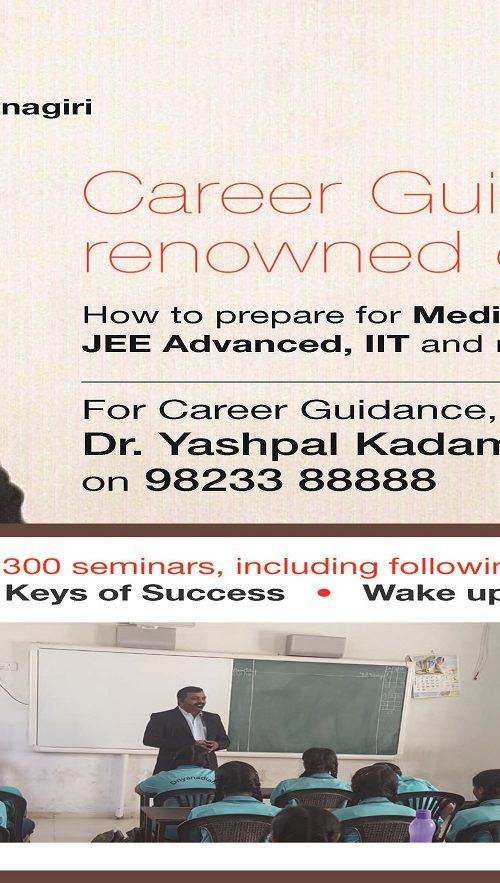 nagiri
Career Gui
renowned
How to prepare for Medi
JEE Advanced, IIT and
For Career Guidance,
Dr. Yashpal Kadam
on 98233 88888
300 seminars, including followin
Keys of Success • Wake up